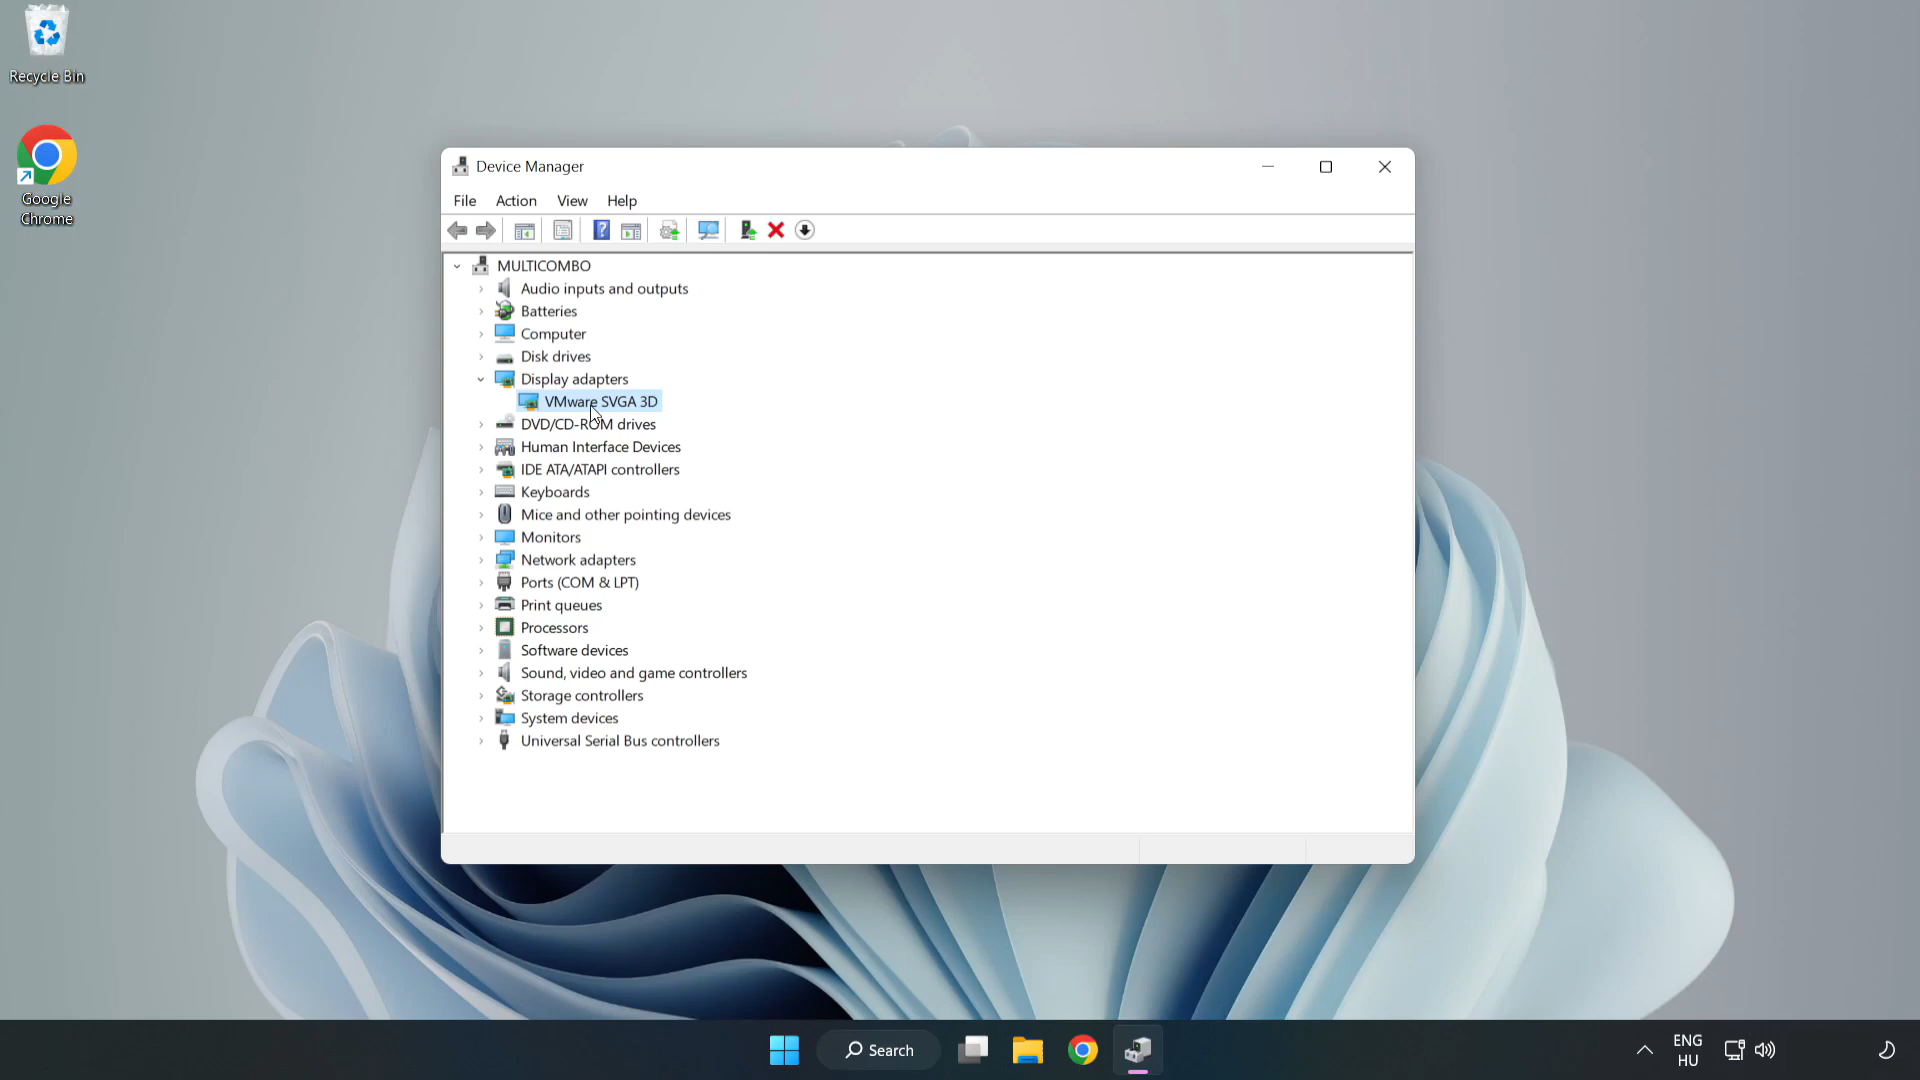 Recycle Bin
Google
Chrome
Device Manager
File Action View Help
MULTICOMBO
Audio inputs and outputs
Batteries
Computer
Disk drives
Display adapters
VMware SVGA 3D
DVD/CD-ROM drives
Human Interface Devices
IDE ATA/ATAPI controllers
Keyboards
Mice and other pointing devices
Monitors
Network adapters
Ports (COM & LPT)
Print queues
Processors
Software devices
Sound, video and game controllers
Storage controllers
System devices
Universal Serial Bus controllers
Search
ENG
HU